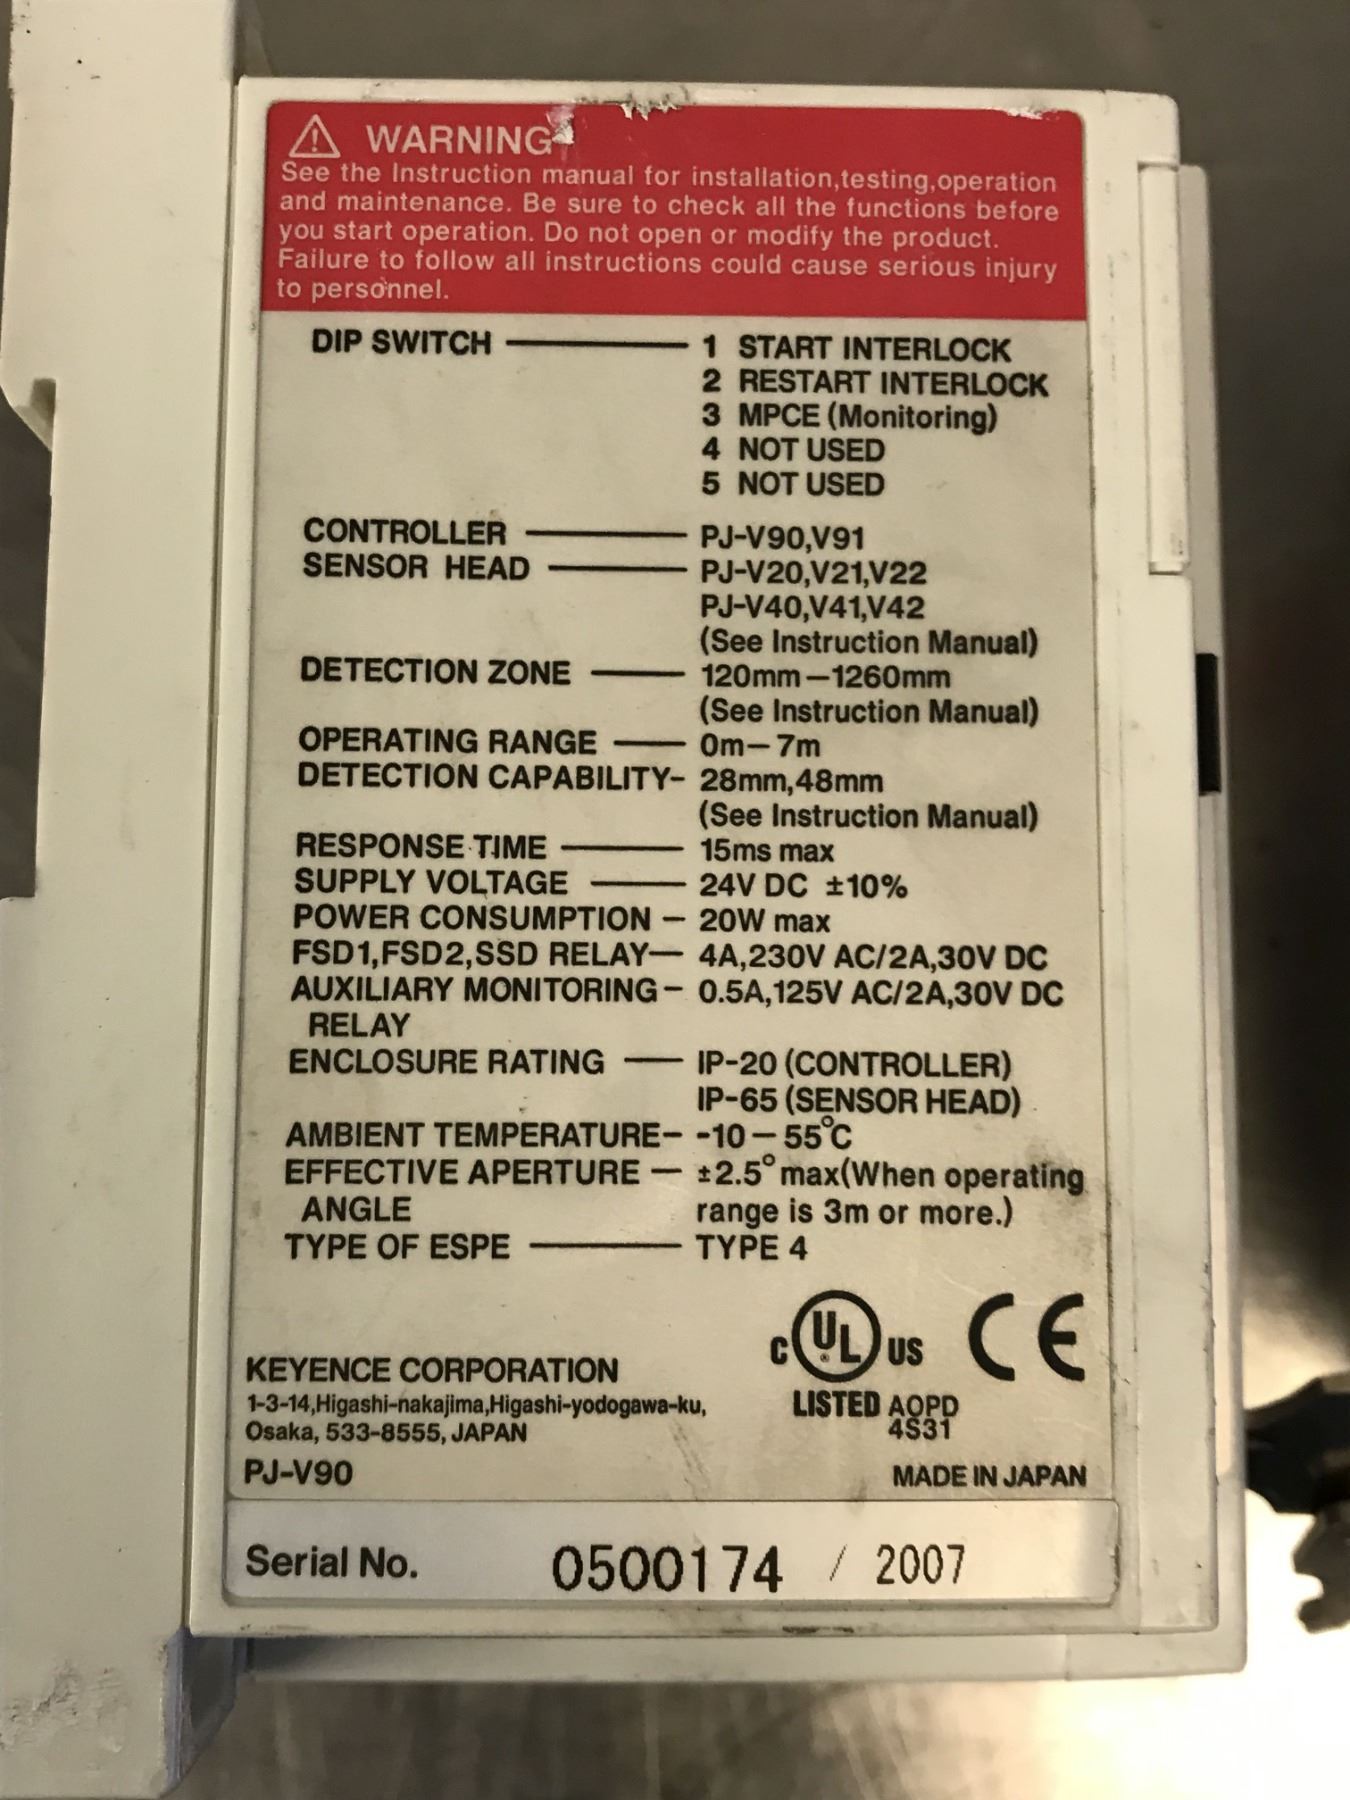 ⚠ WARNING
See the Instruction manual for installation,testing,operation
and maintenance. Be sure to check all the functions before
you start operation. Do not open or modify the product.
Failure to follow all instructions could cause serious injury
to personnel.
DIP SWITCH 1 START INTERLOCK
2 RESTART INTERLOCK
3 MPCE (Monitoring)
4 NOT USED
5 NOT USED
CONTROLLER PJ-V90,V91
SENSOR HEAD PJ-V20,V21,V22
PJ-V40,V41,V42
(See Instruction Manual)
DETECTION ZONE 120mm—1260mm
(See Instruction Manual)
OPERATING RANGE 0m—7m
DETECTION CAPABILITY- 28mm,48mm
(See Instruction Manual)
RESPONSE TIME 15ms max
SUPPLY VOLTAGE 24V DC ±10%
POWER CONSUMPTION — 20W max
FSD1,FSD2,SSD RELAY— 4A,230V AC/2A,30V DC
AUXILIARY MONITORING — 0.5A,125V AC/2A,30V DC
RELAY
ENCLOSURE RATING IP-20 (CONTROLLER)
IP-65 (SENSOR HEAD)
AMBIENT TEMPERATURE- -10—55°C
EFFECTIVE APERTURE — ±2.5° max(When operating
ANGLE range is 3m or more.)
TYPE OF ESPE TYPE 4
c UL us CE
KEYENCE CORPORATION
1-3-14,Higashi-nakajima,Higashi-yodogawa-ku,
Osaka, 533-8555, JAPAN
LISTED AOPD
4S31
PJ-V90 MADE IN JAPAN
Serial No. 0500174 / 2007